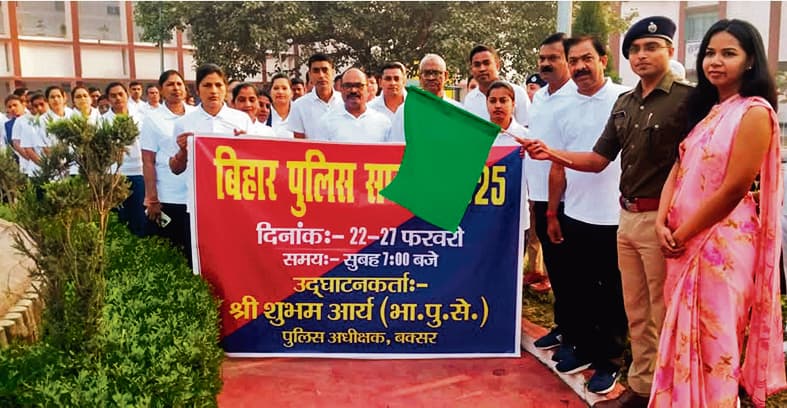 बिहार पुलिस 25
दिनांकः- 22-27 फरवरी
समयः- सुबह 7:00 बजे
उद्घाटनकर्ताः-
श्री शुभम आर्य (भा.पु.से.)
पुलिस अधीक्षक, बक्सर